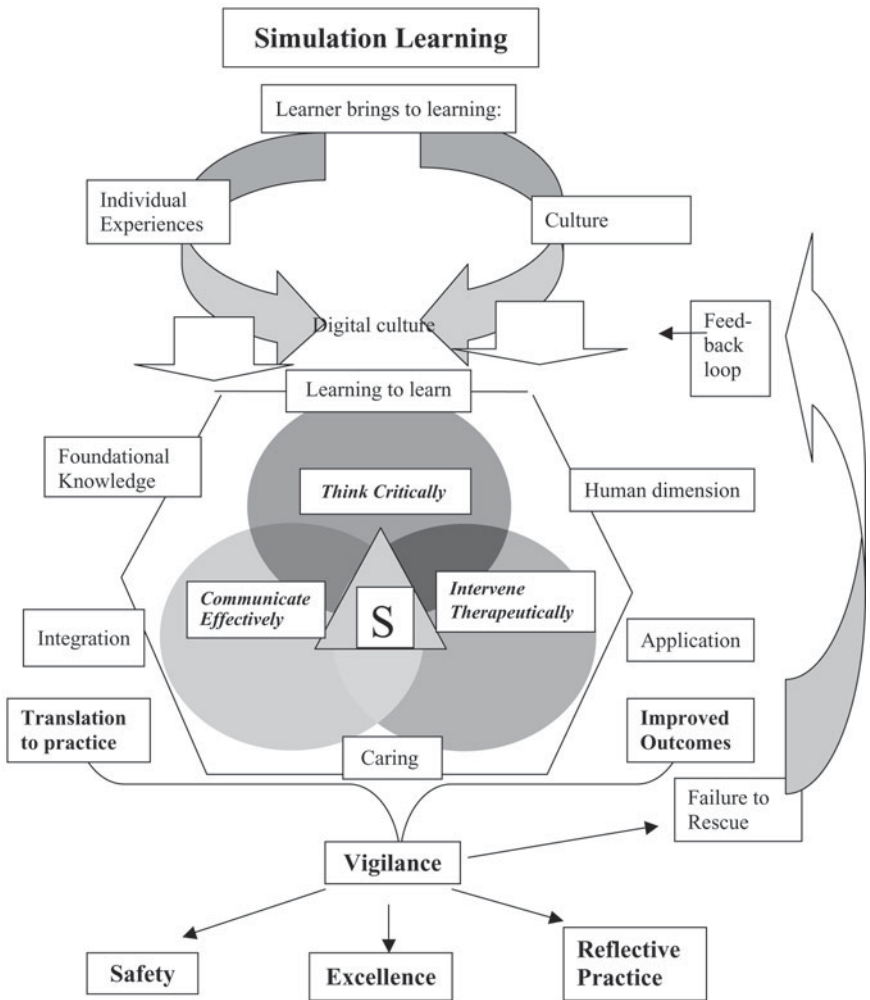 Simulation Learning
Learner brings to learning:
Individual
Experiences
Culture
Digital culture
Feed-
back
loop
Learning to learn
Foundational
Knowledge
Think Critically
Human dimension
Communicate
Effectively
S
Intervene
Therapeutically
Integration
Application
Translation
to practice
Improved
Outcomes
Caring
Failure to
Rescue
Vigilance
Safety
Excellence
Reflective
Practice